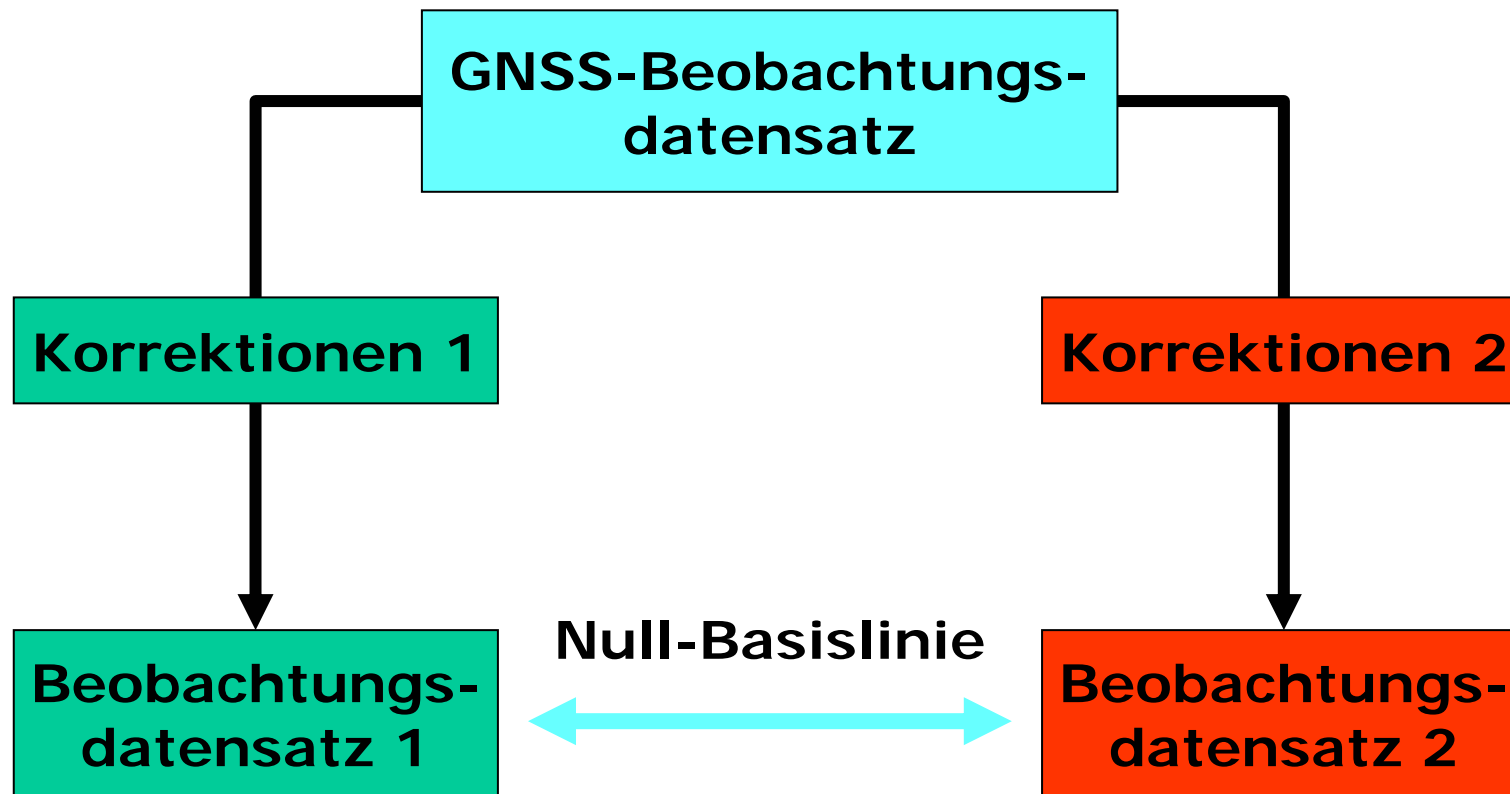 GNSS-Beobachtungs-
datensatz
Korrektionen 1
Korrektionen 2
Null-Basislinie
Beobachtungs-
datensatz 1
Beobachtungs-
datensatz 2